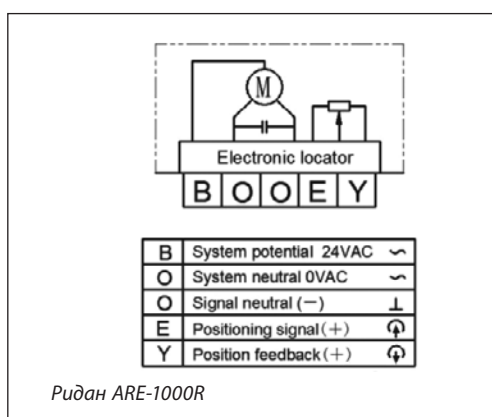 M
Electronic locator
B O O E Y
B System potential 24VAC ∽
O System neutral 0VAC ∽
O Signal neutral (—) ⊥
E Positioning signal (+)
Y Position feedback (+)
Ридан ARE-1000R